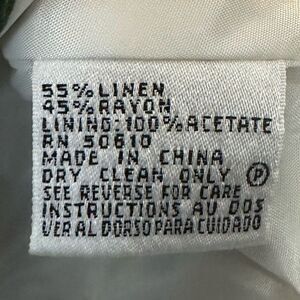 55% LINEN
45% RAYON
LINING:100% ACETATE
RN 50610
MADE IN CHINA
DRY CLEAN ONLY Ⓟ
SEE REVERSE FOR CARE
INSTRUCTIONS AU DOS
VER AL DORSO PARA CUIDADO